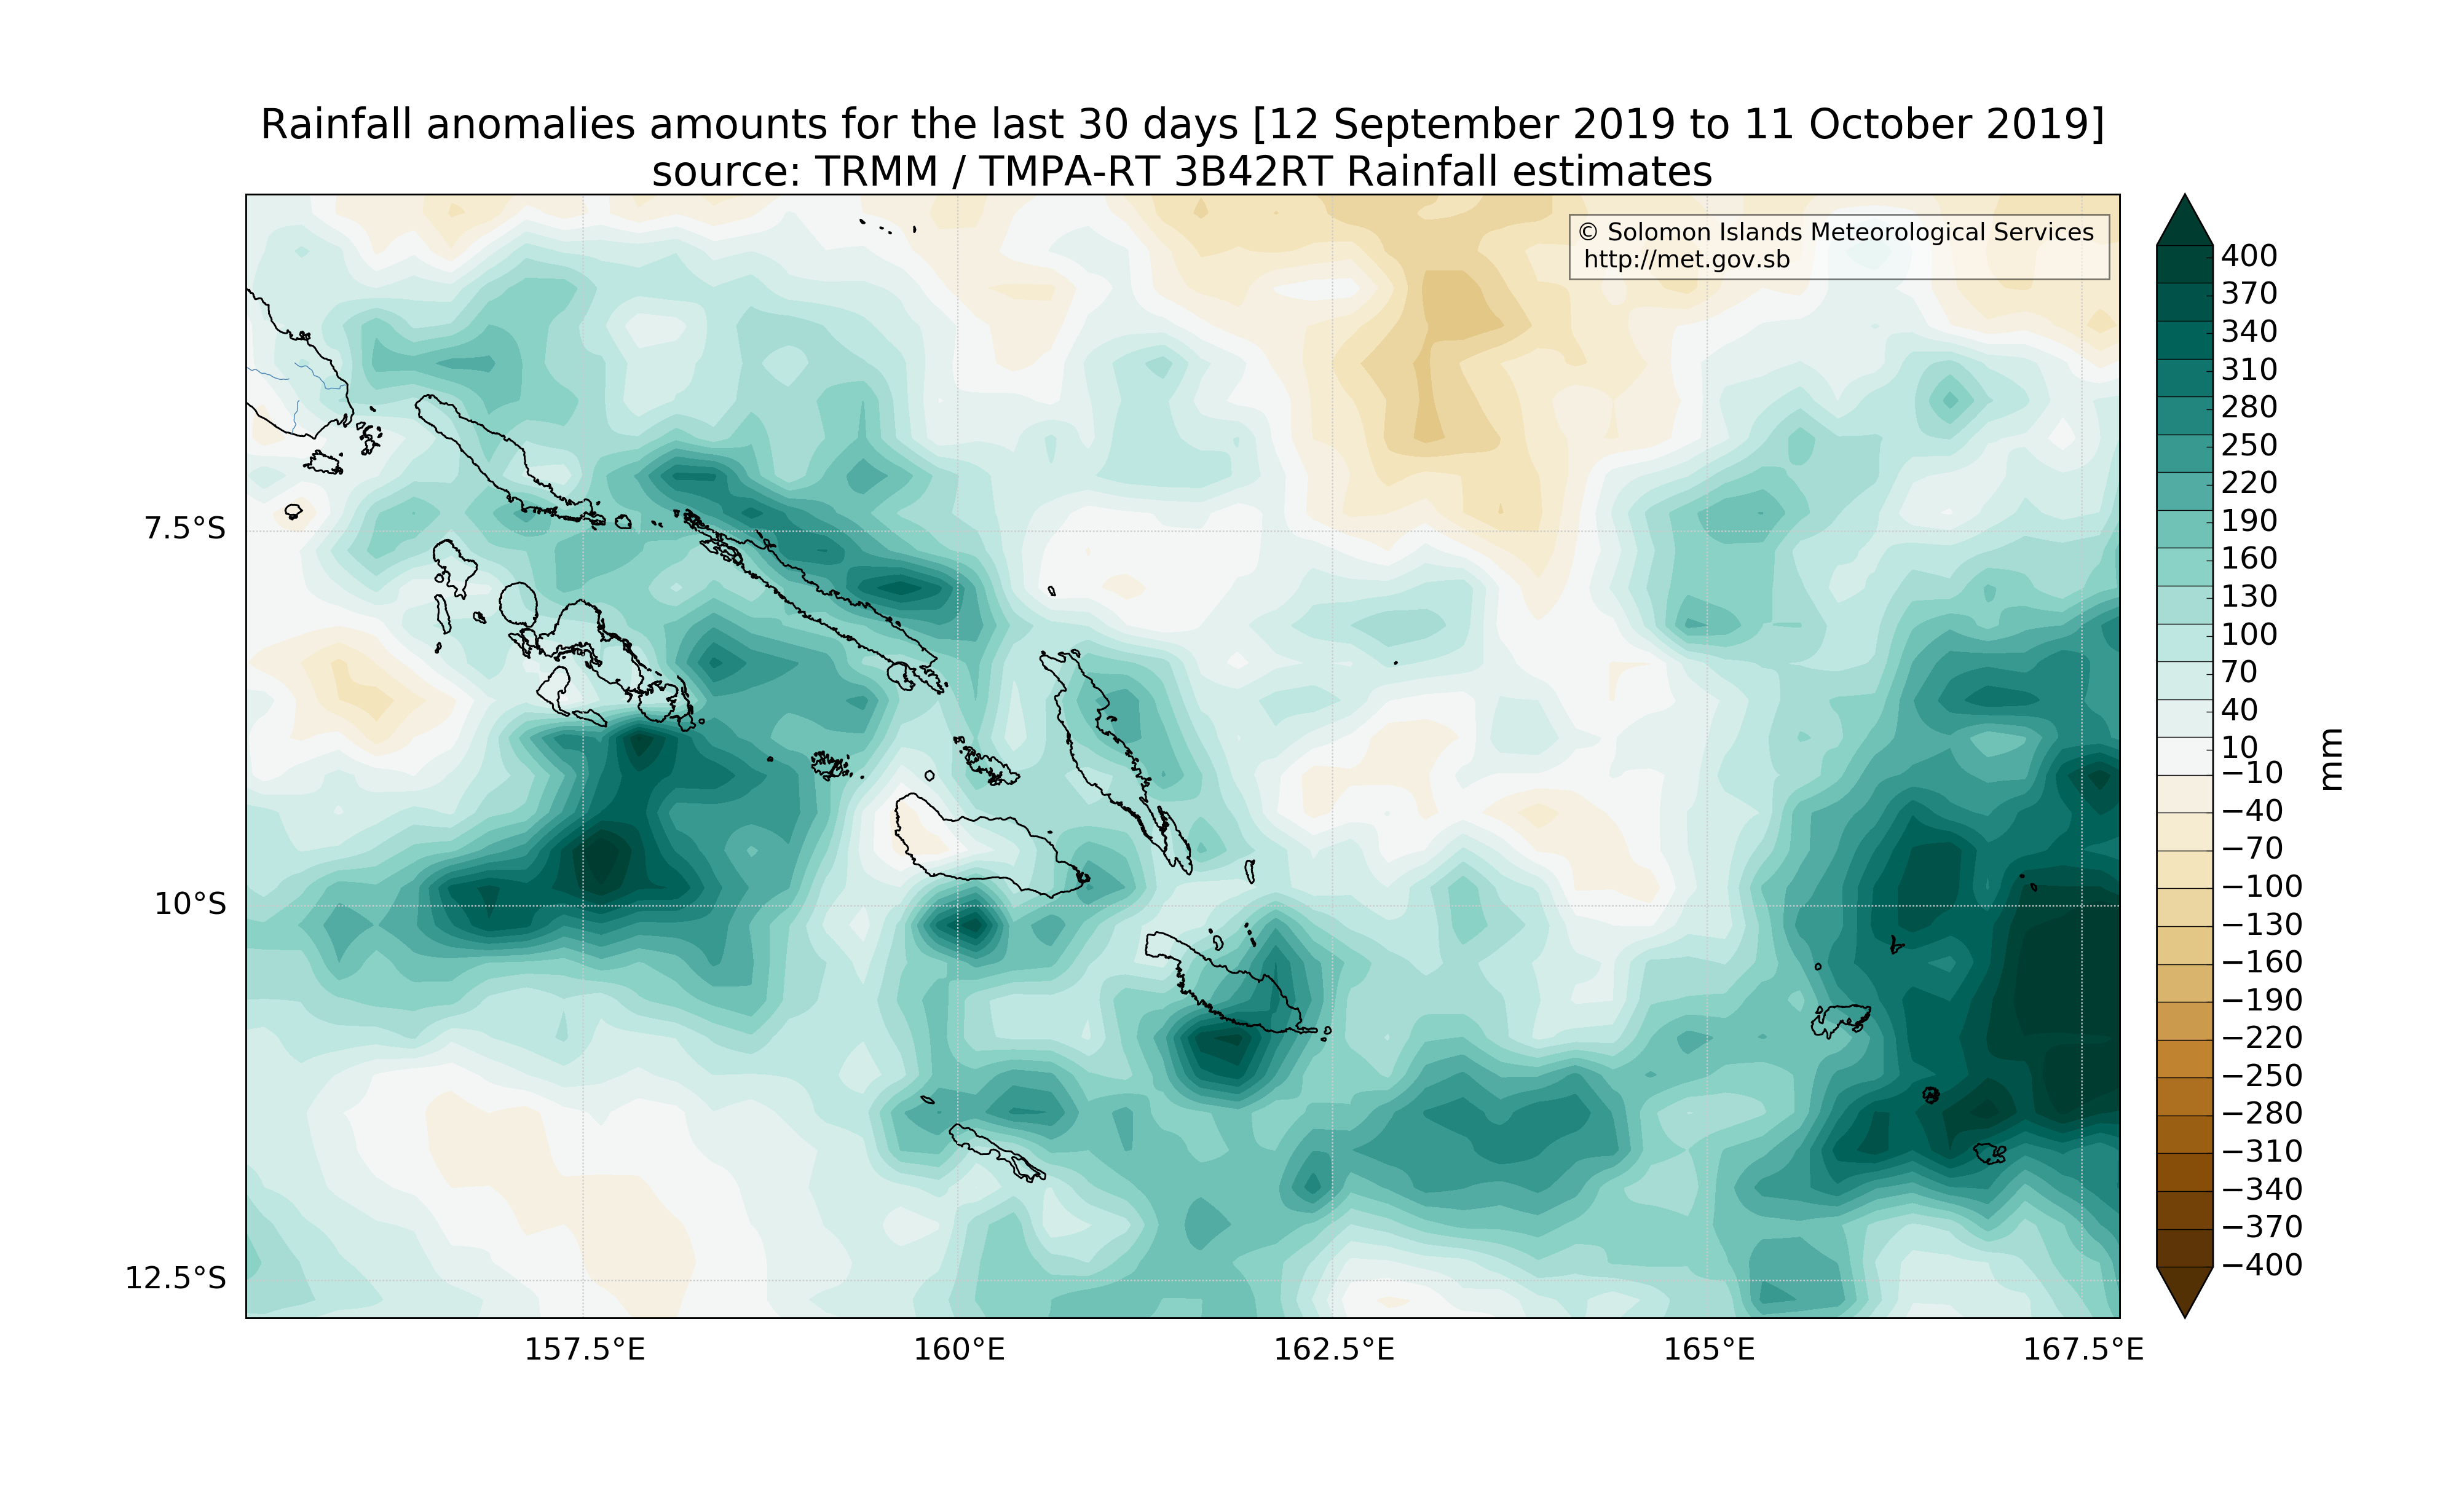 Rainfall anomalies amounts for the last 30 days [12 September 2019 to 11 October 2019]
source: TRMM / TMPA-RT 3B42RT Rainfall estimates
© Solomon Islands Meteorological Services
http://met.gov.sb
7.5°S
10°S
12.5°S
157.5°E
160°E
162.5°E
165°E
167.5°E
400
370
340
310
280
250
220
190
160
130
100
70
40
10
−10
−40
−70
−100
−130
−160
−190
−220
−250
−280
−310
−340
−370
−400
mm